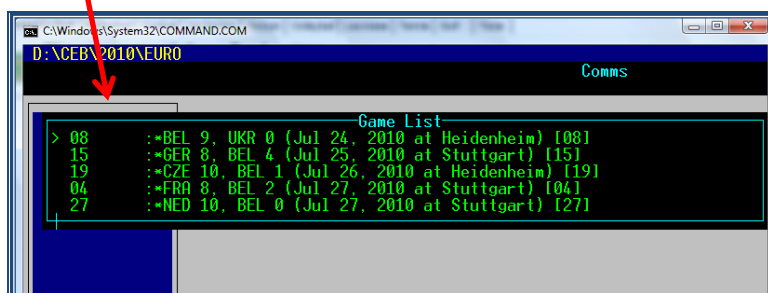 C:\Windows\System32\COMMAND.COM
D:\CEB\2010\EURO
Comms
Game List
> 08 :*BEL 9, UKR 0 (Jul 24, 2010 at Heidenheim) [08]
15 :*GER 8, BEL 4 (Jul 25, 2010 at Stuttgart) [15]
19 :*CZE 10, BEL 1 (Jul 26, 2010 at Heidenheim) [19]
04 :*FRA 8, BEL 2 (Jul 27, 2010 at Stuttgart) [04]
27 :*NED 10, BEL 0 (Jul 27, 2010 at Stuttgart) [27]